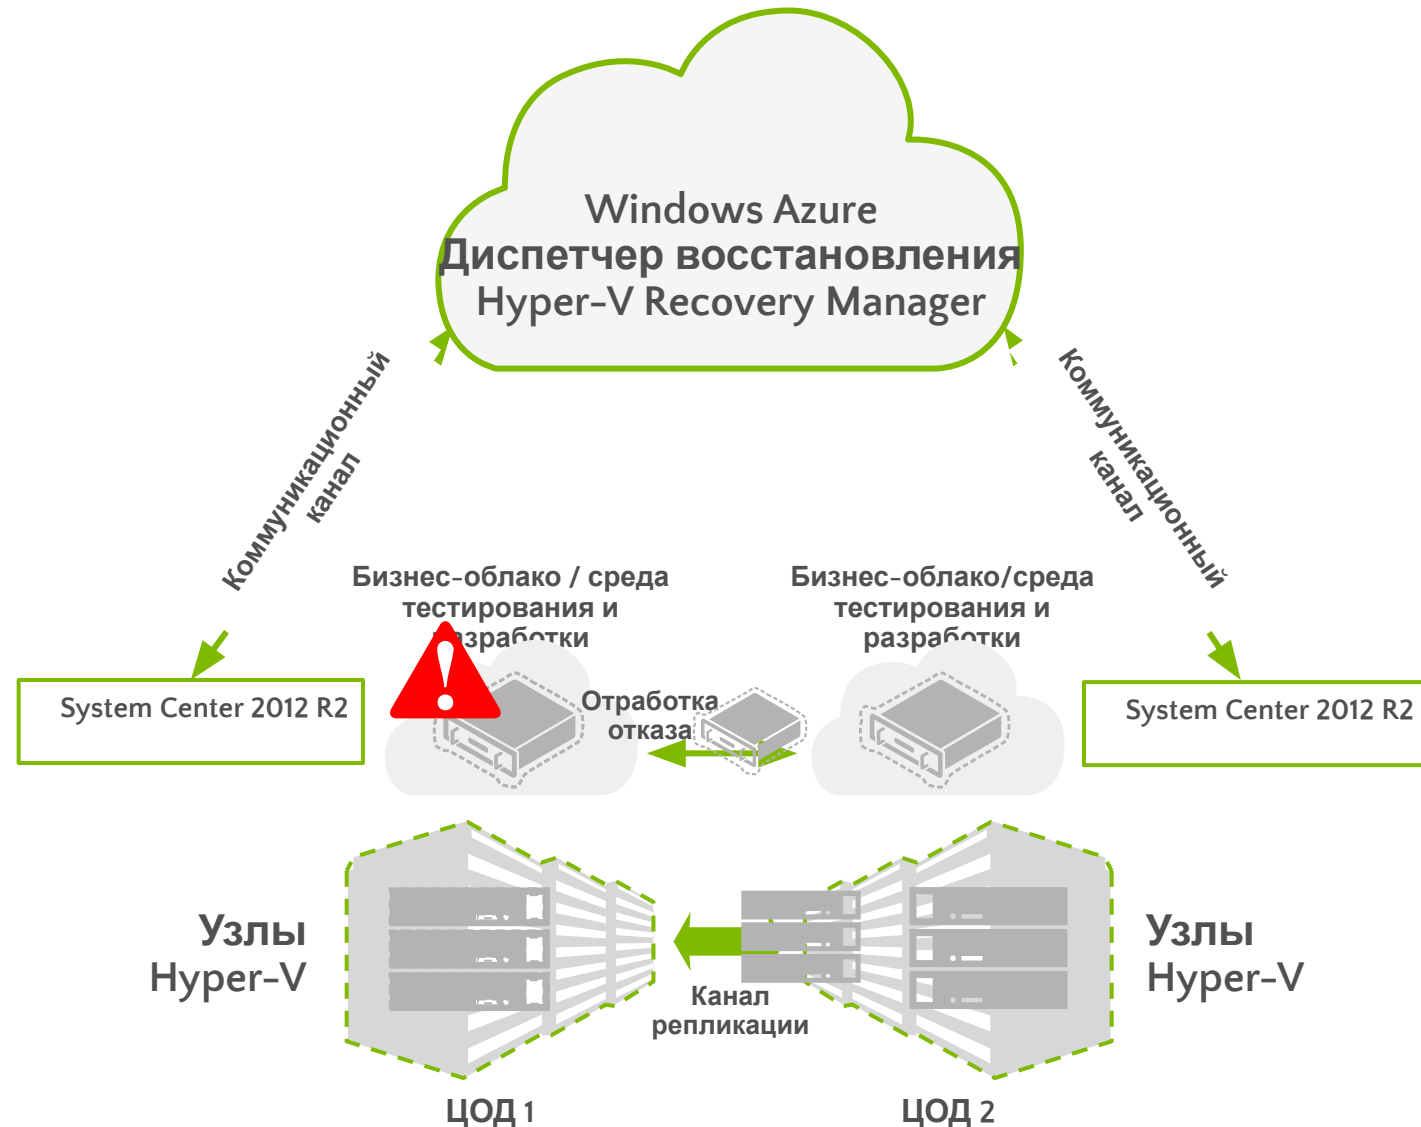 Windows Azure
Диспетчер восстановления
Hyper-V Recovery Manager
Коммуникационный
канал
Коммуникационный
канал
Бизнес-облако / среда
тестирования и
разработки
Бизнес-облако/среда
тестирования и
разработки
System Center 2012 R2
Отработка
отказа
System Center 2012 R2
Узлы
Hyper-V
Канал
репликации
Узлы
Hyper-V
ЦОД 1
ЦОД 2